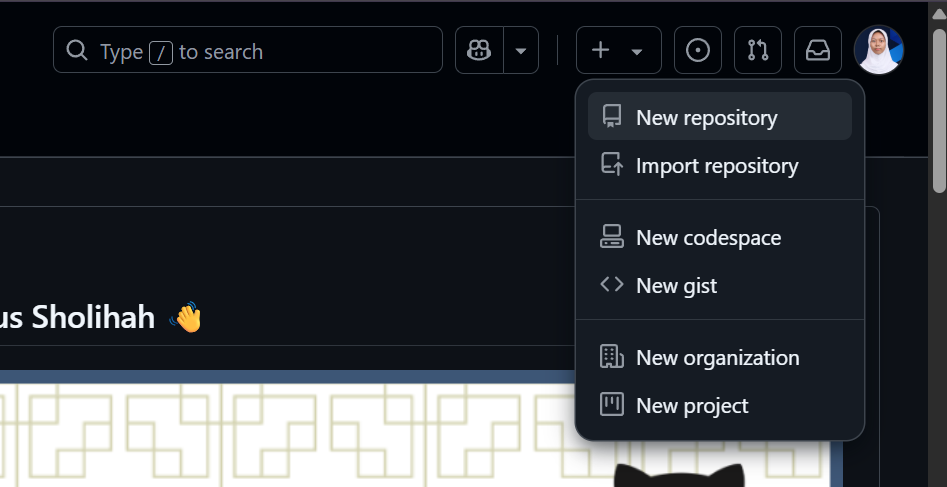 Type / to search
New repository
Import repository
New codespace
New gist
New organization
us Sholihah 👋
New project